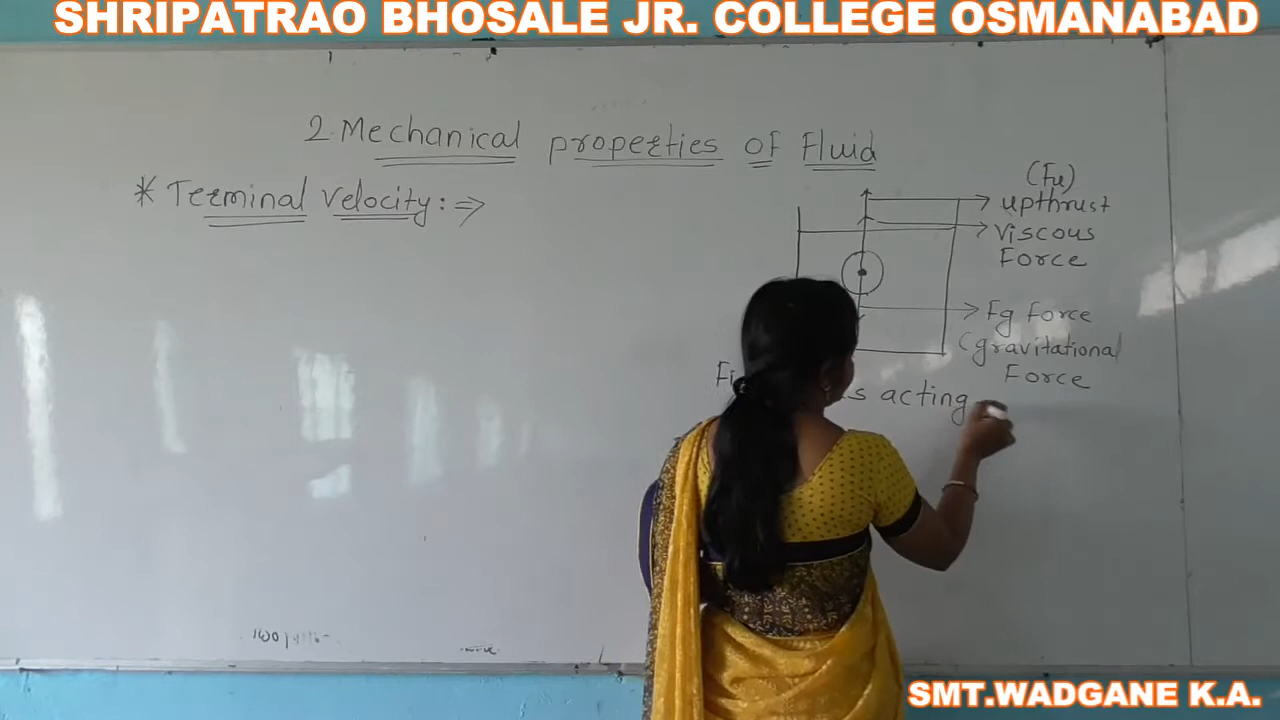 SHRIPATRAO BHOSALE JR. COLLEGE OSMANABAD
2. Mechanical properties of Fluid
* Terminal velocity :- ⇒
(Fu)
upthrust
Viscous
Force
Fg Force
(gravitational
Force
acting
SMT.WADGANE K.A.